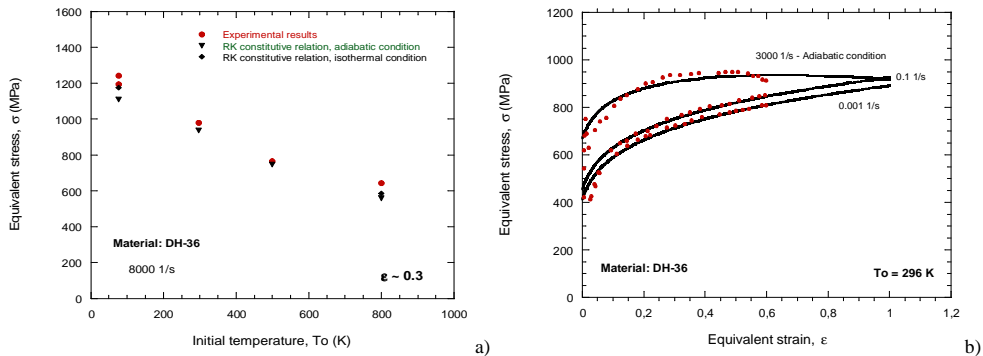 1600
1400
1200
1000
800
600
400
200
0
Equivalent stress, σ (MPa)
Experimental results
RK constitutive relation, adiabatic condition
RK constitutive relation, isothermal condition
Material: DH-36
8000 1/s
ε ~ 0.3
0 200 400 600 800 1000
Initial temperature, To (K)
a)
1200
1000
800
600
400
200
0
Equivalent stress, σ (MPa)
3000 1/s - Adiabatic condition
0.1 1/s
0.001 1/s
Material: DH-36
To = 296 K
0 0,2 0,4 0,6 0,8 1 1,2
Equivalent strain, ε
b)